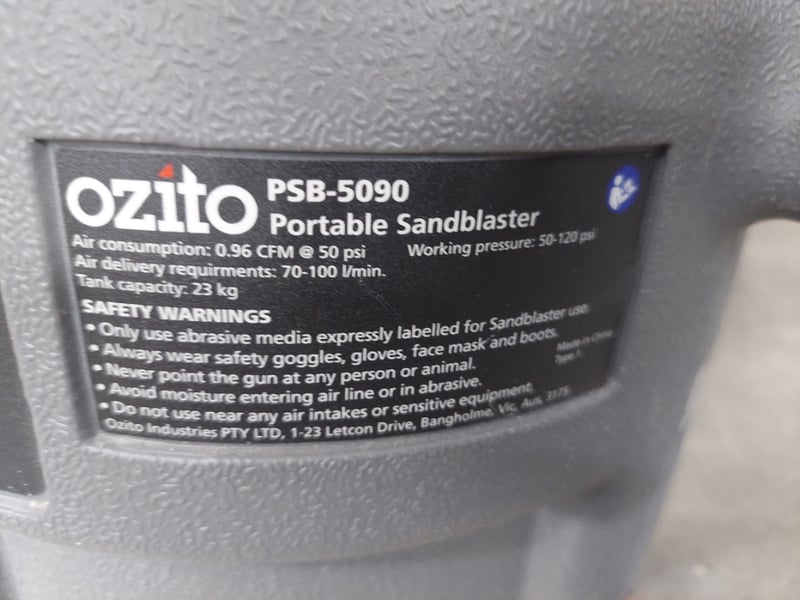 ozito PSB-5090
Portable Sandblaster
Air consumption: 0.96 CFM @ 50 psi Working pressure: 50-120 psi
Air delivery requirments: 70-100 l/min.
Tank capacity: 23 kg
SAFETY WARNINGS
• Only use abrasive media expressly labelled for Sandblaster use.
• Always wear safety goggles, gloves, face mask and boots.
• Never point the gun at any person or animal.
• Avoid moisture entering air line or in abrasive.
• Do not use near any air intakes or sensitive equipment.
Made in China
Type 1
Ozito Industries PTY LTD, 1-23 Letcon Drive, Bangholme, Vic, Aus, 3175